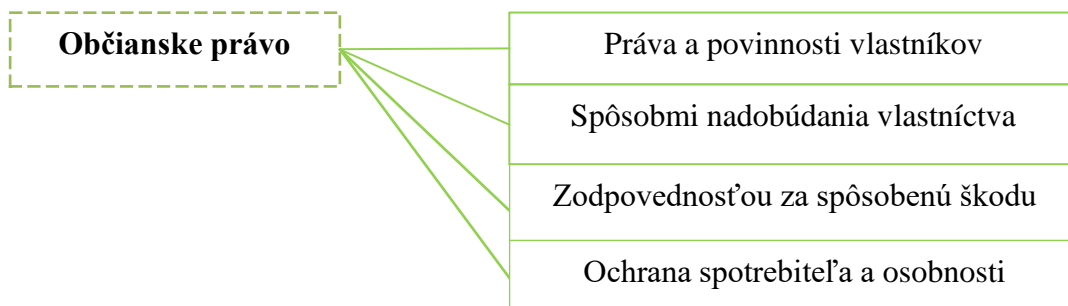 Občianske právo
Práva a povinnosti vlastníkov
Spôsobmi nadobúdania vlastníctva
Zodpovednosťou za spôsobenú škodu
Ochrana spotrebiteľa a osobnosti